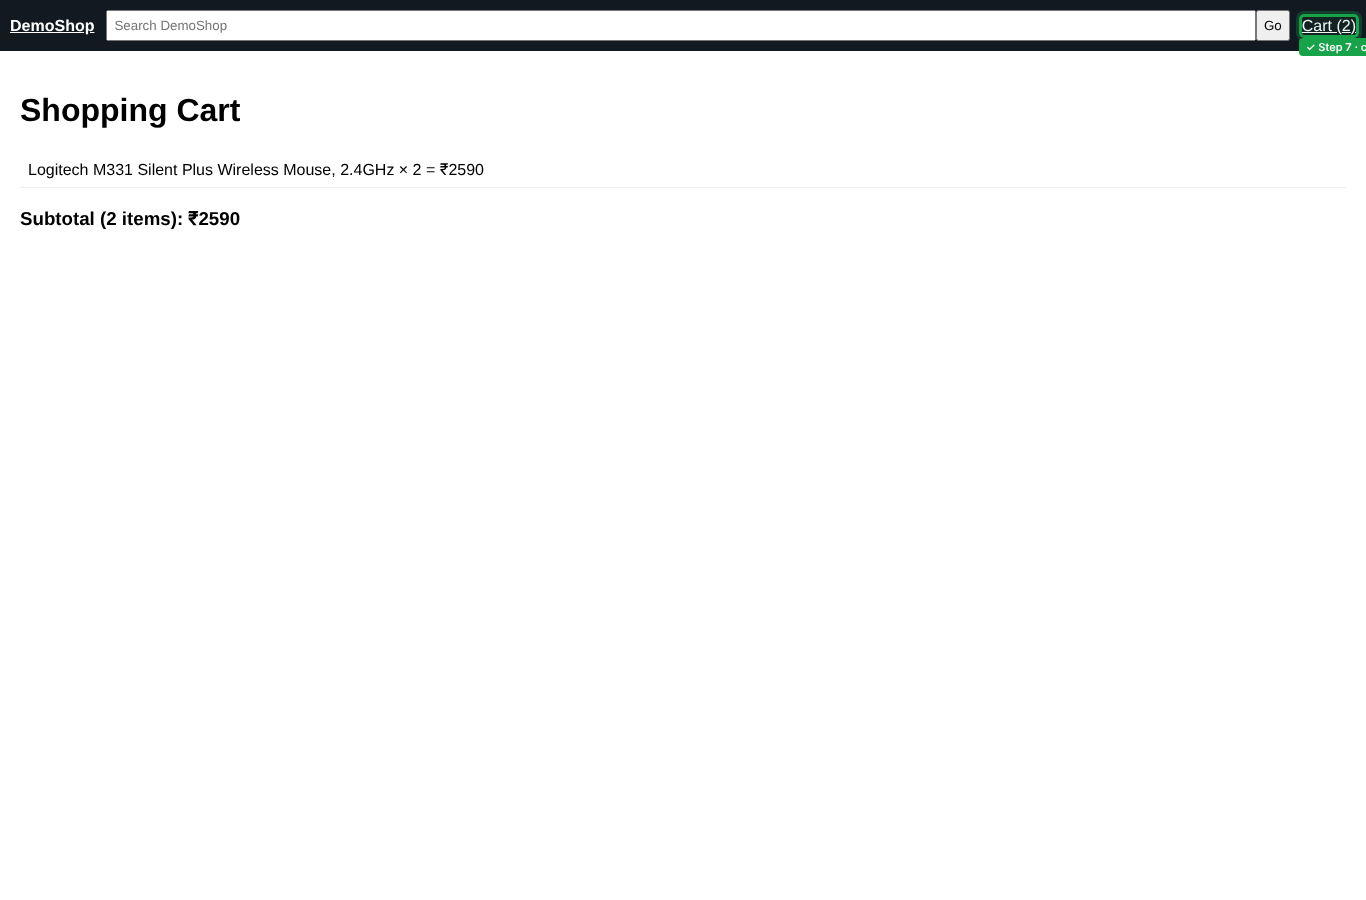 DemoShop
Search DemoShop
Go
Cart (2)
✓ Step 7 · c
Shopping Cart
Logitech M331 Silent Plus Wireless Mouse, 2.4GHz × 2 = ₹2590
Subtotal (2 items): ₹2590